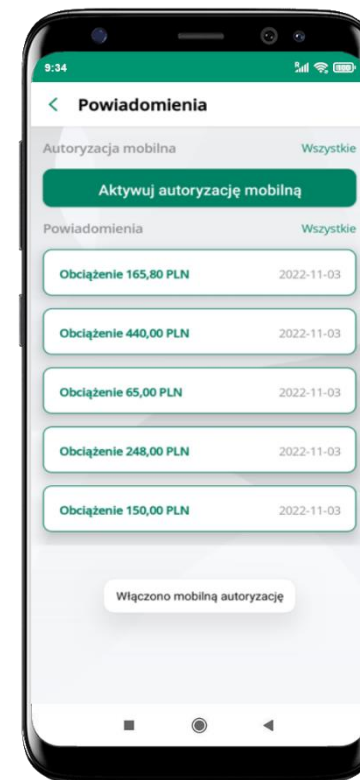 9:34
Powiadomienia
Autoryzacja mobilna Wszystkie
Aktywuj autoryzację mobilną
Powiadomienia Wszystkie
Obciążenie 165,80 PLN 2022-11-03
Obciążenie 440,00 PLN 2022-11-03
Obciążenie 65,00 PLN 2022-11-03
Obciążenie 248,00 PLN 2022-11-03
Obciążenie 150,00 PLN 2022-11-03
Włączono mobilną autoryzację